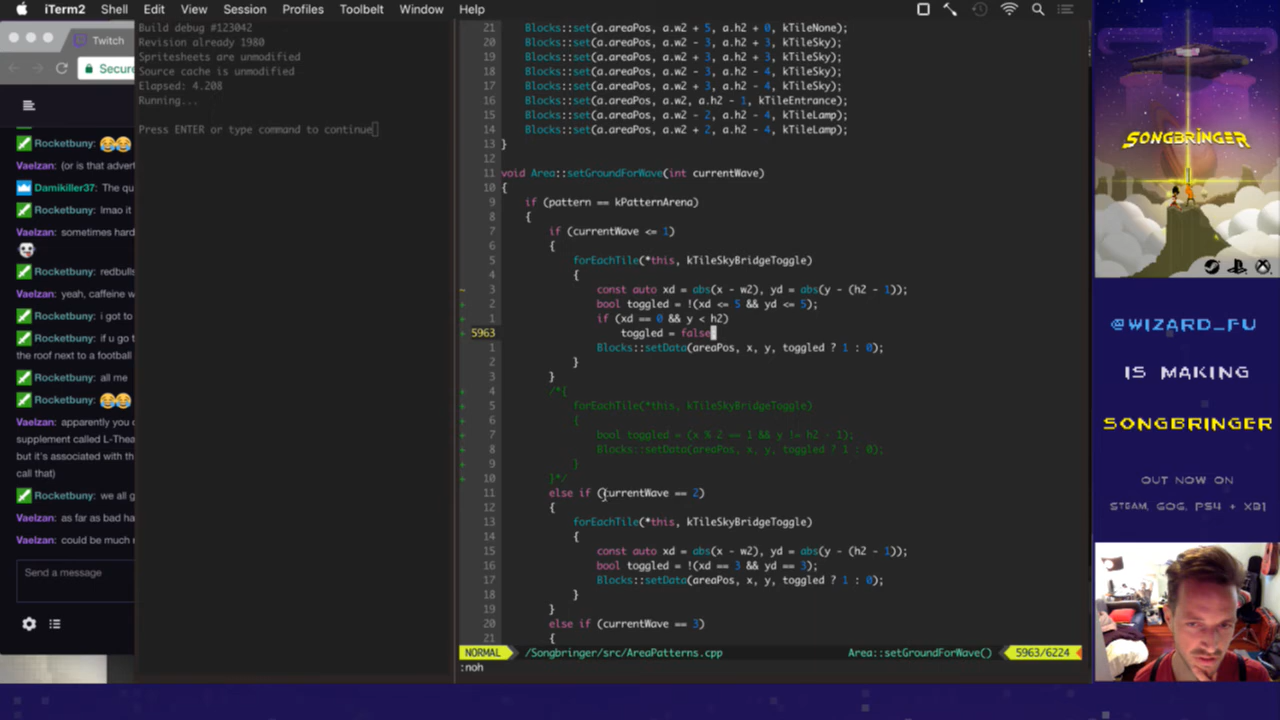 iTerm2 Shell Edit View Session Profiles Toolbelt Window Help
Twitch
Secure
Rocketbuny:
Vaelzan: (or is that adver
Damikiller37: The qu
Rocketbuny: lmao it
Vaelzan: sometimes hard
Rocketbuny: redbulls
Vaelzan: yeah, caffeine w
Rocketbuny: i got to
Rocketbuny: if u go t
the roof next to a football
Rocketbuny: all me
Rocketbuny:
Vaelzan: apparently you c
supplement called L-Thea
but it's associated with th
call that)
Rocketbuny: we all g
Vaelzan: as far as bad ha
Vaelzan: could be much
Send a message
Build debug #123042
Revision already 1980
Spritesheets are unmodified
Source cache is unmodified
Elapsed: 4.208
Running...
Press ENTER or type command to continue
21 Blocks::set(a.areaPos, a.w2 + 5, a.h2 + 0, kTileNone);
20 Blocks::set(a.areaPos, a.w2 - 3, a.h2 + 3, kTileSky);
19 Blocks::set(a.areaPos, a.w2 + 3, a.h2 + 3, kTileSky);
18 Blocks::set(a.areaPos, a.w2 - 3, a.h2 - 4, kTileSky);
17 Blocks::set(a.areaPos, a.w2 + 3, a.h2 - 4, kTileSky);
16 Blocks::set(a.areaPos, a.w2, a.h2 - 1, kTileEntrance);
15 Blocks::set(a.areaPos, a.w2 - 2, a.h2 - 4, kTileLamp);
14 Blocks::set(a.areaPos, a.w2 + 2, a.h2 - 4, kTileLamp);
13 }
12
11 void Area::setGroundForWave(int currentWave)
10 {
9 if (pattern == kPatternArena)
8 {
7 if (currentWave <= 1)
6 {
5 forEachTile(*this, kTileSkyBridgeToggle)
4 {
3 const auto xd = abs(x - w2), yd = abs(y - (h2 - 1));
2 bool toggled = !(xd <= 5 && yd <= 5);
1 if (xd == 0 && y < h2)
5963 toggled = false
1 Blocks::setData(areaPos, x, y, toggled ? 1 : 0);
2 }
3 }
4 /*{
5 forEachTile(*this, kTileSkyBridgeToggle)
6 {
7 bool toggled = (x % 2 == 1 && y != h2 - 1);
8 Blocks::setData(areaPos, x, y, toggled ? 1 : 0);
9 }
10 }*/
11 else if (currentWave == 2)
12 {
13 forEachTile(*this, kTileSkyBridgeToggle)
14 {
15 const auto xd = abs(x - w2), yd = abs(y - (h2 - 1));
16 bool toggled = !(xd == 3 && yd == 3);
17 Blocks::setData(areaPos, x, y, toggled ? 1 : 0);
18 }
19 }
20 else if (currentWave == 3)
21 {
NORMAL /Songbringer/src/AreaPatterns.cpp Area::setGroundForWave() 5963/6224
:noh
SONGBRINGER
@WIZARD_FU
IS MAKING
SONGBRINGER
OUT NOW ON
STEAM, GOG, PS4 + XB1